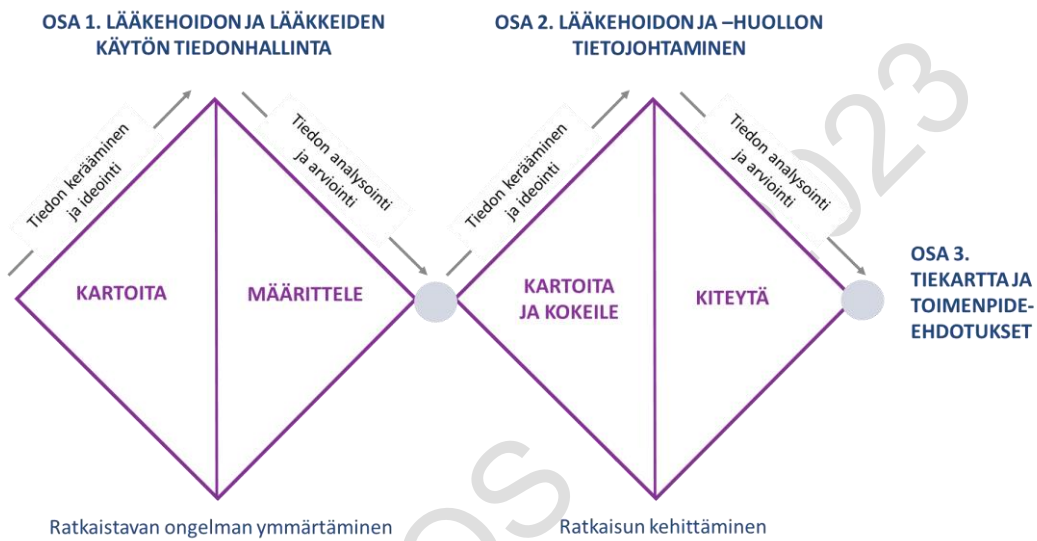 OSA 1. LÄÄKEHOIDON JA LÄÄKKEIDEN
KÄYTÖN TIEDONHALLINTA
Tiedon kerääminen
ja ideointi
Tiedon analysointi
ja arviointi
KARTOITA
MÄÄRITTELE
Ratkaistavan ongelman ymmärtäminen
OSA 2. LÄÄKEHOIDON JA –HUOLLON
TIETOJOHTAMINEN
Tiedon kerääminen
ja ideointi
Tiedon analysointi
ja arviointi
KARTOITA
JA KOKEILE
KITEYTÄ
Ratkaisun kehittäminen
OSA 3.
TIEKARTTA JA
TOIMENPIDE-
EHDOTUKSET